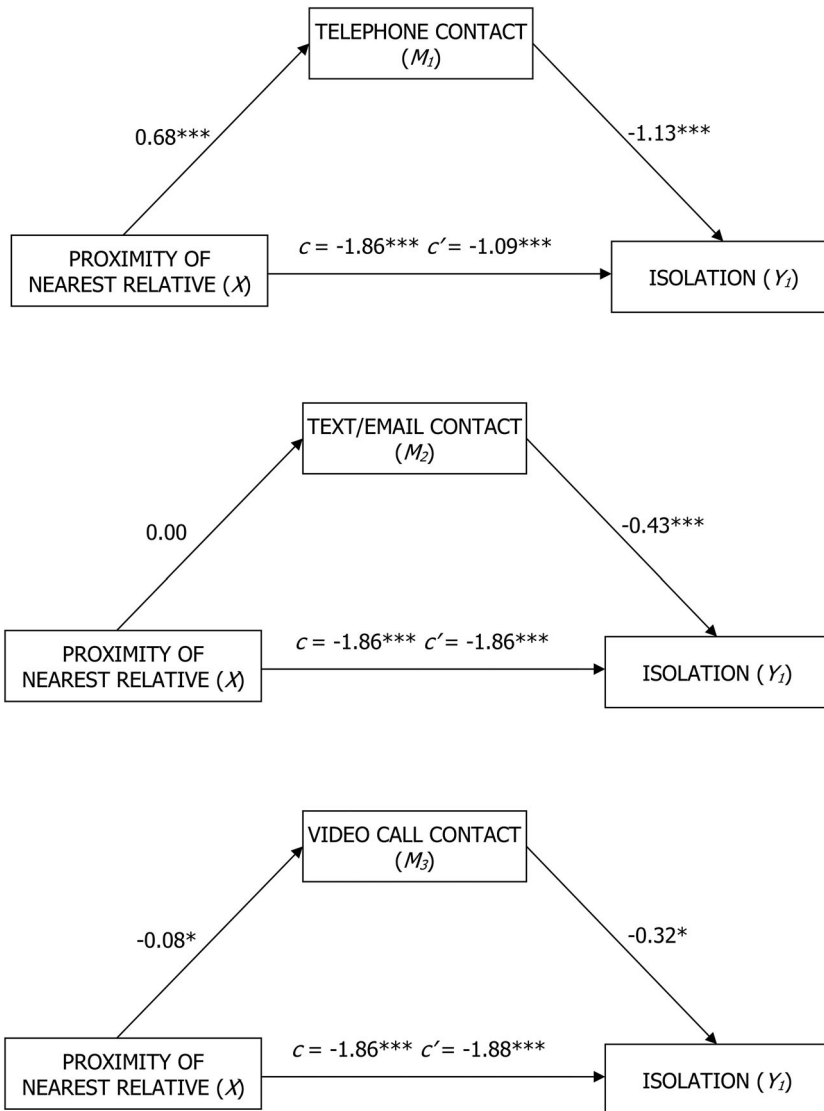 TELEPHONE CONTACT
(M₁)
0.68***
-1.13***
PROXIMITY OF
NEAREST RELATIVE (X)
c = -1.86*** c′ = -1.09***
ISOLATION (Y₁)
TEXT/EMAIL CONTACT
(M₂)
0.00
-0.43***
PROXIMITY OF
NEAREST RELATIVE (X)
c = -1.86*** c′ = -1.86***
ISOLATION (Y₁)
VIDEO CALL CONTACT
(M₃)
-0.08*
-0.32*
PROXIMITY OF
NEAREST RELATIVE (X)
c = -1.86*** c′ = -1.88***
ISOLATION (Y₁)